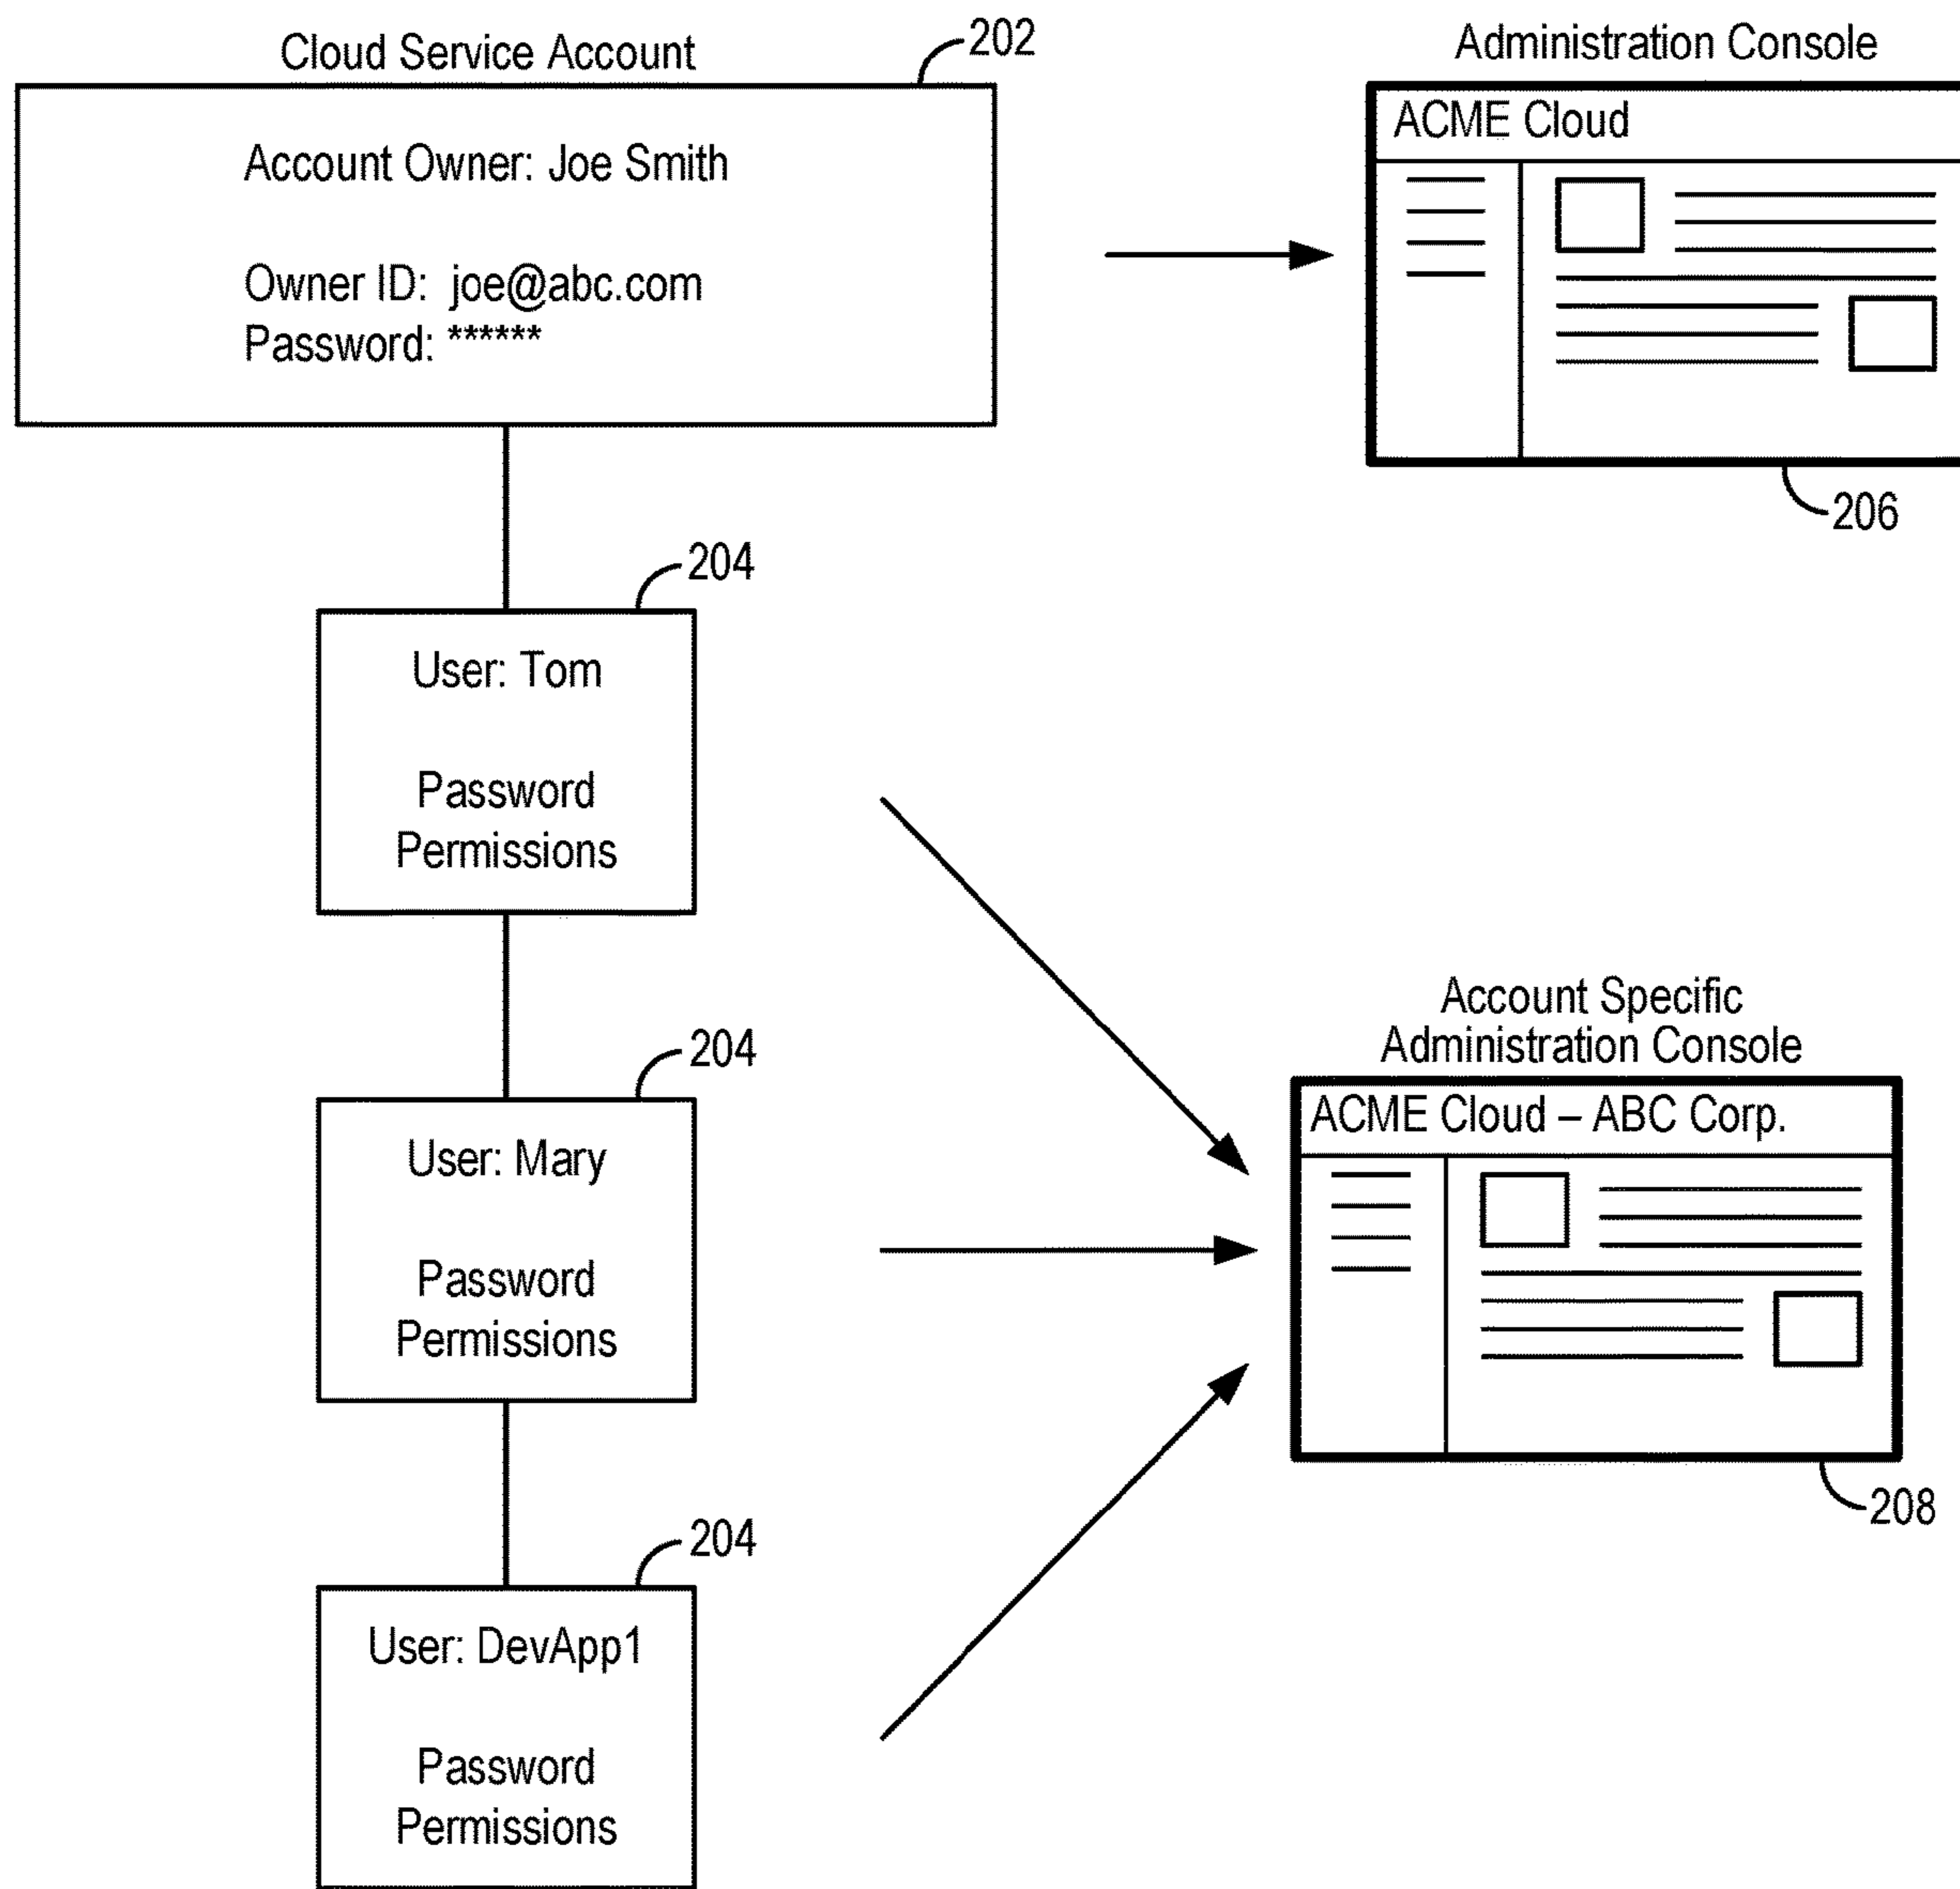 Cloud Service Account
202
Account Owner: Joe Smith
Owner ID: joe@abc.com
Password: ******
Administration Console
ACME Cloud
206
204
User: Tom
Password
Permissions
204
User: Mary
Password
Permissions
204
User: DevApp1
Password
Permissions
Account Specific
Administration Console
ACME Cloud – ABC Corp.
208